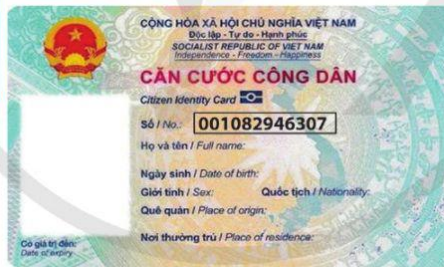 CỘNG HÒA XÃ HỘI CHỦ NGHĨA VIỆT NAM
Độc lập - Tự do - Hạnh phúc
SOCIALIST REPUBLIC OF VIET NAM
Independence - Freedom - Happiness
CĂN CƯỚC CÔNG DÂN
Citizen Identity Card
Số / No.: 001082946307
Họ và tên / Full name:
Ngày sinh / Date of birth:
Giới tính / Sex: Quốc tịch / Nationality:
Quê quán / Place of origin:
Nơi thường trú / Place of residence:
Có giá trị đến:
Date of expiry